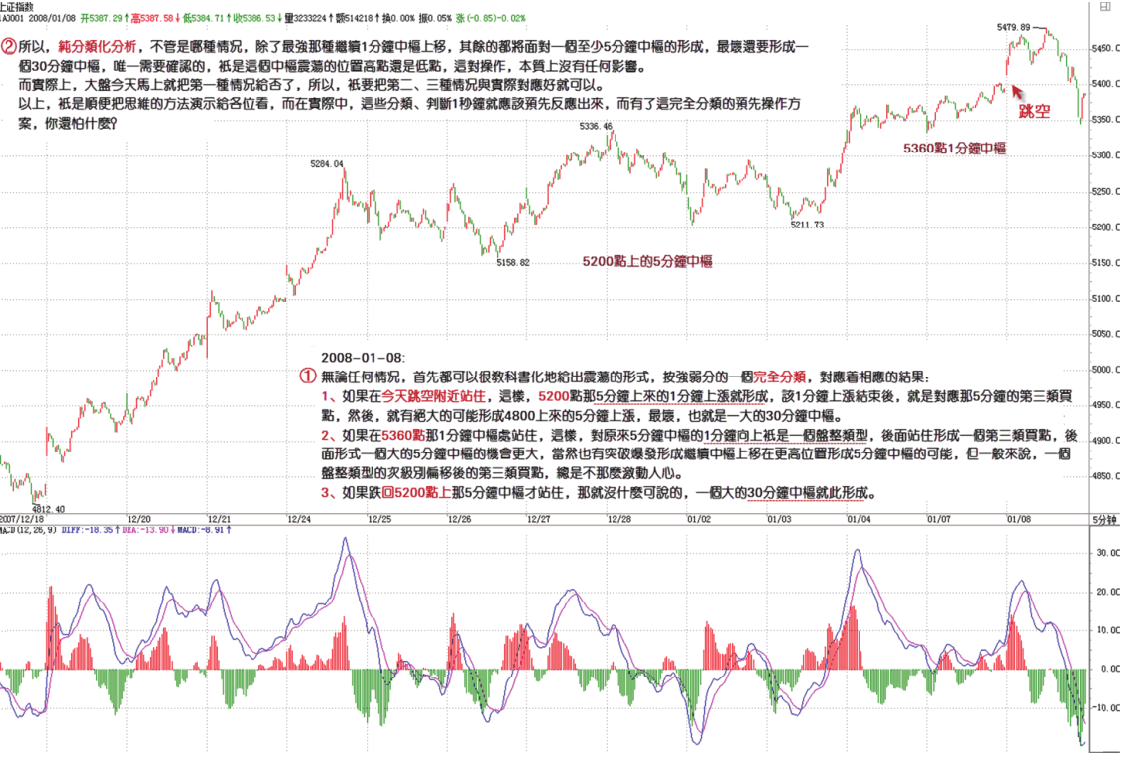 上证指数
1A0001 2008/01/08 开5387.29↑高5387.58↓低5384.71↑收5386.53↓量3233224↑额514218↑换0.00% 振0.05% 涨(-0.85)-0.02%
②所以，純分類化分析，不管是哪種情況，除了最強那種繼續1分鐘中樞上移，其餘的都將面對一個至少5分鐘中樞的形成，最壞還要形成一
個30分鐘中樞，唯一需要確認的，衹是這個中樞震蕩的位置高點還是低點，這對操作，本質上沒有任何影響。
而實際上，大盤今天馬上就把第一種情況給否了，所以，衹要把第二、三種情況與實際對應好就可以。
以上，衹是順便把思維的方法演示給各位看，而在實際中，這些分類、判斷1秒鐘就應該預先反應出來，而有了這完全分類的預先操作方
案，你還怕什麽？
5479.89
跳空
5360點1分鐘中樞
5336.46
5284.04
5211.73
5158.82
5200點上的5分鐘中樞
2008-01-08:
①無論任何情況，首先都可以很教科書化地給出震蕩的形式，按強弱分的一個完全分類，對應着相應的結果：
1、如果在今天跳空附近站住，這樣，5200點那5分鐘上來的1分鐘上漲就形成，該1分鐘上漲結束後，就是對應那5分鐘的第三類買
點，然後，就有絕大的可能形成4800上來的5分鐘上漲，最壞，也就是一大的30分鐘中樞。
2、如果在5360點那1分鐘中樞處站住，這樣，對原來5分鐘中樞的1分鐘向上衹是一個盤整類型，後面站住形成一個第三類買點，後
面形式一個大的5分鐘中樞的機會更大，當然也有突破爆發形成繼續中樞上移在更高位置形成5分鐘中樞的可能，但一般來說，一個
盤整類型的次級別偏移後的第三類買點，總是不那麽激動人心。
3、如果跌回5200點上那5分鐘中樞才站住，那就沒什麽可說的，一個大的30分鐘中樞就此形成。
4812.40
5450.0
5400.0
5350.0
5300.0
5250.0
5200.0
5150.0
5100.0
5050.0
5000.0
4950.0
4900.0
4850.0
2007/12/18 12/20 12/21 12/24 12/25 12/26 12/27 12/28 01/02 01/03 01/04 01/07 01/08 5分钟
MACD(12,26,9) DIFF:-18.35↑DEA:-13.90↓MACD:-8.91↑
30.00
20.00
10.00
0.00
-10.00